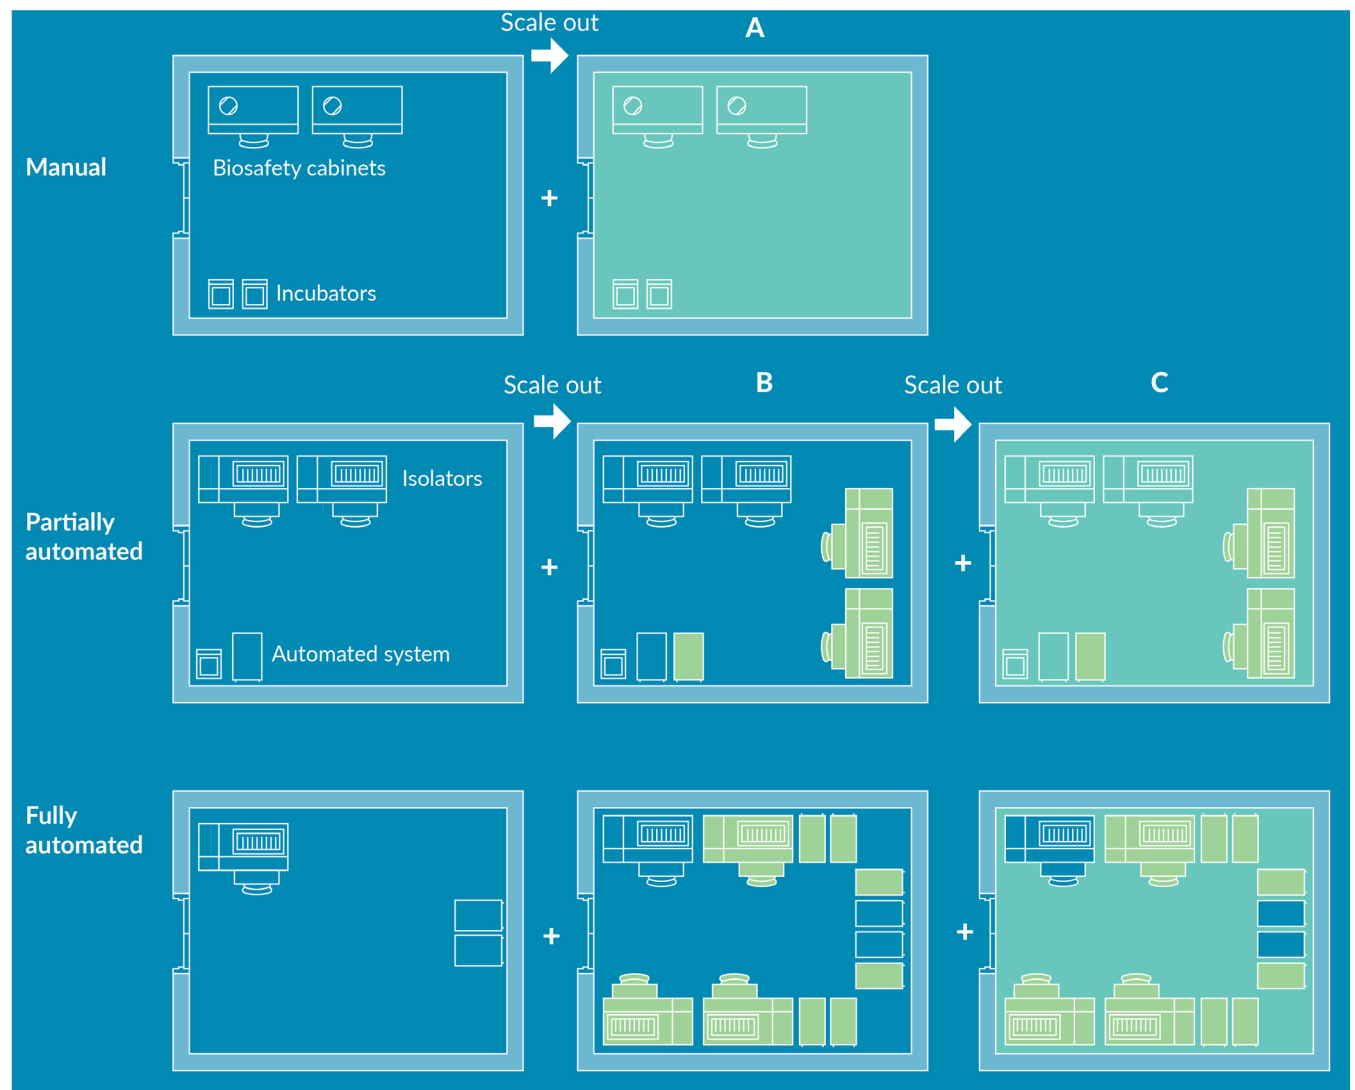 Scale out
A
Manual
Biosafety cabinets
+
Incubators
Scale out
B
Scale out
C
Partially
automated
Isolators
+
+
Automated system
Fully
automated
+
+